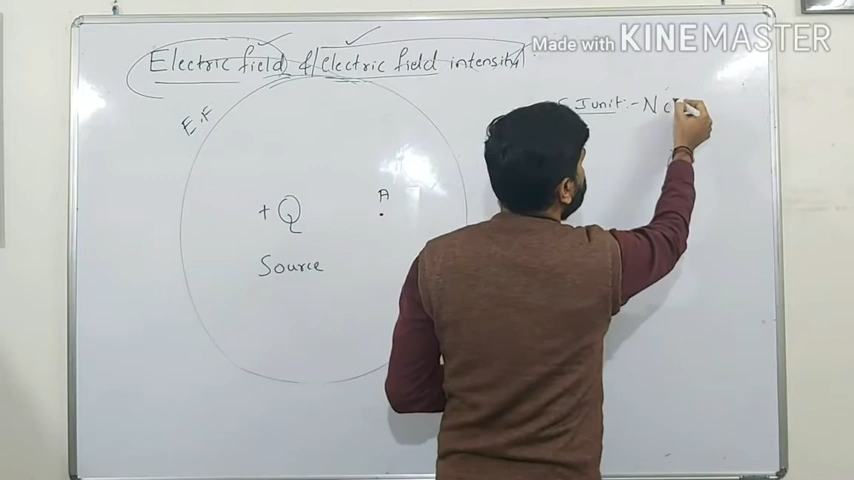 Made with KINEMASTER
Electric field & electric field intensity
S I unit :- N c
E.F
+ Q
A
Source